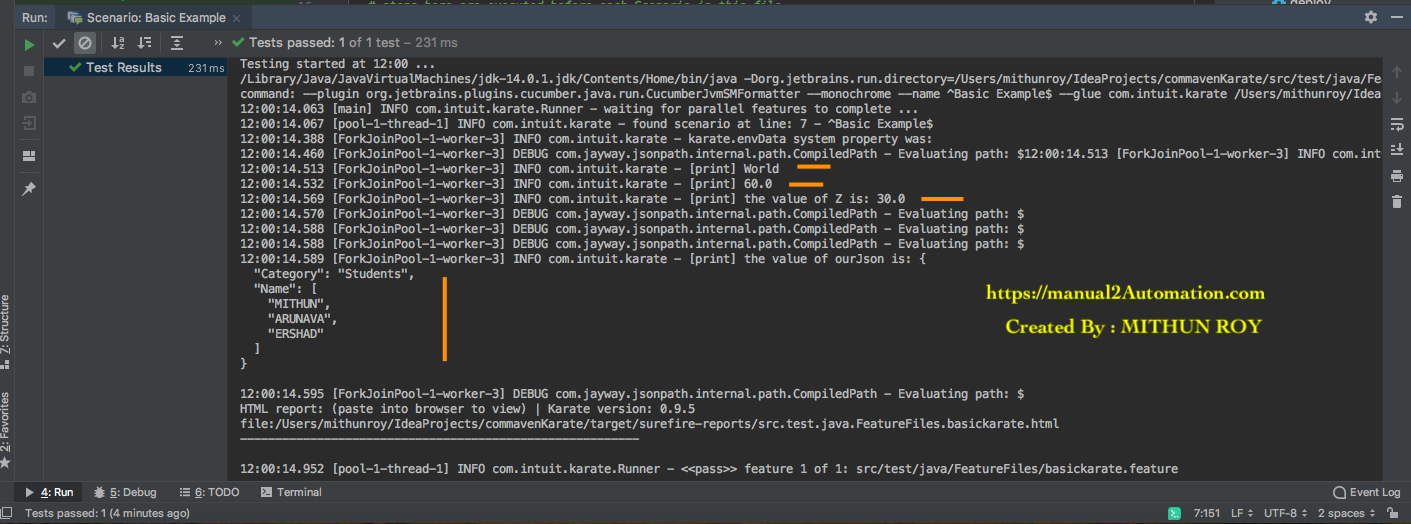 # steps here are executed before each Scenario in this file
deploy
Run: Scenario: Basic Example ×
» Tests passed: 1 of 1 test – 231 ms
Test Results 231 ms
Testing started at 12:00 ...
/Library/Java/JavaVirtualMachines/jdk-14.0.1.jdk/Contents/Home/bin/java -Dorg.jetbrains.run.directory=/Users/mithunroy/IdeaProjects/commavenKarate/src/test/java/Fe
command: --plugin org.jetbrains.plugins.cucumber.java.run.CucumberJvmSMFormatter --monochrome --name ^Basic Example$ --glue com.intuit.karate /Users/mithunroy/Idea
12:00:14.063 [main] INFO com.intuit.karate.Runner - waiting for parallel features to complete ...
12:00:14.067 [pool-1-thread-1] INFO com.intuit.karate - found scenario at line: 7 - ^Basic Example$
12:00:14.388 [ForkJoinPool-1-worker-3] INFO com.intuit.karate - karate.envData system property was:
12:00:14.460 [ForkJoinPool-1-worker-3] DEBUG com.jayway.jsonpath.internal.path.CompiledPath - Evaluating path: $12:00:14.513 [ForkJoinPool-1-worker-3] INFO com.int
12:00:14.513 [ForkJoinPool-1-worker-3] INFO com.intuit.karate - [print] World
12:00:14.532 [ForkJoinPool-1-worker-3] INFO com.intuit.karate - [print] 60.0
12:00:14.569 [ForkJoinPool-1-worker-3] INFO com.intuit.karate - [print] the value of Z is: 30.0
12:00:14.570 [ForkJoinPool-1-worker-3] DEBUG com.jayway.jsonpath.internal.path.CompiledPath - Evaluating path: $
12:00:14.588 [ForkJoinPool-1-worker-3] DEBUG com.jayway.jsonpath.internal.path.CompiledPath - Evaluating path: $
12:00:14.588 [ForkJoinPool-1-worker-3] DEBUG com.jayway.jsonpath.internal.path.CompiledPath - Evaluating path: $
12:00:14.589 [ForkJoinPool-1-worker-3] INFO com.intuit.karate - [print] the value of ourJson is: {
"Category": "Students",
"Name": [
"MITHUN",
"ARUNAVA",
"ERSHAD"
]
}
https://manual2Automation.com
Created By : MITHUN ROY
12:00:14.595 [ForkJoinPool-1-worker-3] DEBUG com.jayway.jsonpath.internal.path.CompiledPath - Evaluating path: $
HTML report: (paste into browser to view) | Karate version: 0.9.5
file:/Users/mithunroy/IdeaProjects/commavenKarate/target/surefire-reports/src.test.java.FeatureFiles.basickarate.html
---------------------------------------------------------
12:00:14.952 [pool-1-thread-1] INFO com.intuit.karate.Runner - <<pass>> feature 1 of 1: src/test/java/FeatureFiles/basickarate.feature
7: Structure
2: Favorites
4: Run 5: Debug 6: TODO Terminal Event Log
Tests passed: 1 (4 minutes ago) 7:151 LF UTF-8 2 spaces